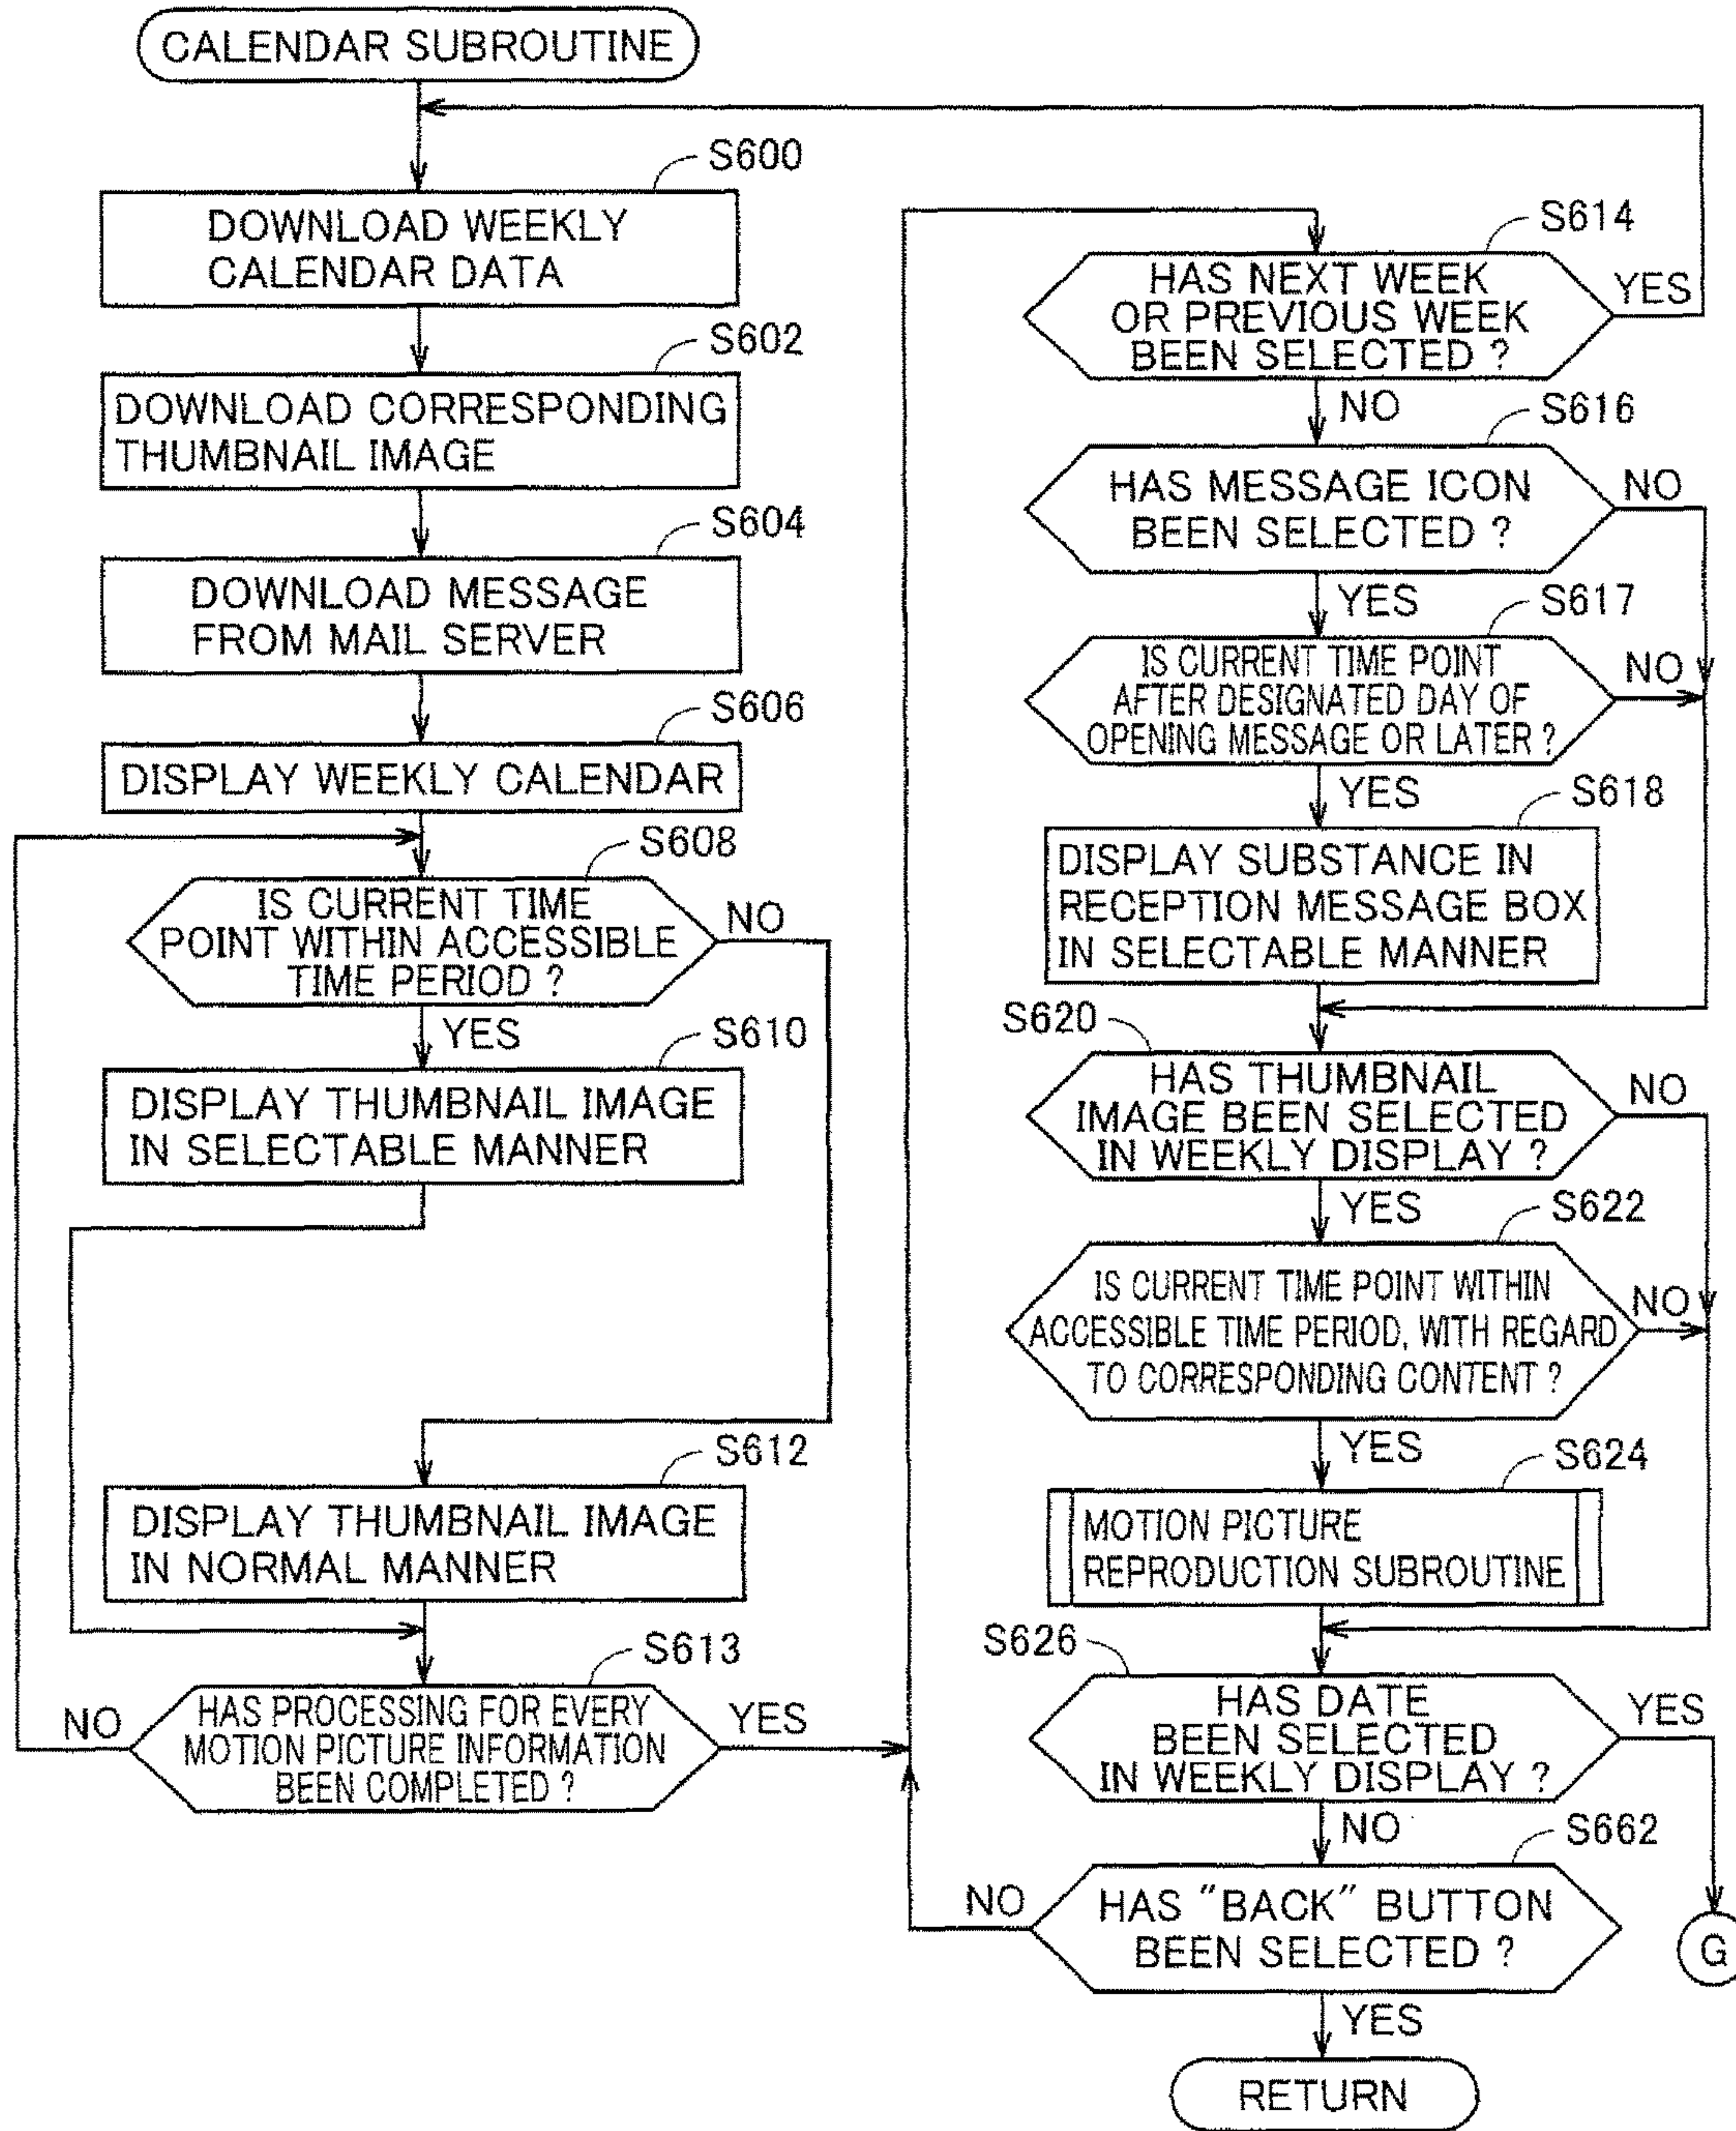 CALENDAR SUBROUTINE
S600
DOWNLOAD WEEKLY
CALENDAR DATA
S602
DOWNLOAD CORRESPONDING
THUMBNAIL IMAGE
S604
DOWNLOAD MESSAGE
FROM MAIL SERVER
S606
DISPLAY WEEKLY CALENDAR
S608
IS CURRENT TIME
POINT WITHIN ACCESSIBLE
TIME PERIOD ?
NO
YES
S610
DISPLAY THUMBNAIL IMAGE
IN SELECTABLE MANNER
S612
DISPLAY THUMBNAIL IMAGE
IN NORMAL MANNER
S613
NO
HAS PROCESSING FOR EVERY
MOTION PICTURE INFORMATION
BEEN COMPLETED ?
YES
S614
HAS NEXT WEEK
OR PREVIOUS WEEK
BEEN SELECTED ?
YES
NO
S616
HAS MESSAGE ICON
BEEN SELECTED ?
NO
YES
S617
IS CURRENT TIME POINT
AFTER DESIGNATED DAY OF
OPENING MESSAGE OR LATER ?
NO
YES
S618
DISPLAY SUBSTANCE IN
RECEPTION MESSAGE BOX
IN SELECTABLE MANNER
S620
HAS THUMBNAIL
IMAGE BEEN SELECTED
IN WEEKLY DISPLAY ?
NO
YES
S622
IS CURRENT TIME POINT WITHIN
ACCESSIBLE TIME PERIOD, WITH REGARD
TO CORRESPONDING CONTENT ?
NO
YES
S624
MOTION PICTURE
REPRODUCTION SUBROUTINE
S626
HAS DATE
BEEN SELECTED
IN WEEKLY DISPLAY ?
YES
NO
S662
NO
HAS "BACK" BUTTON
BEEN SELECTED ?
G
YES
RETURN